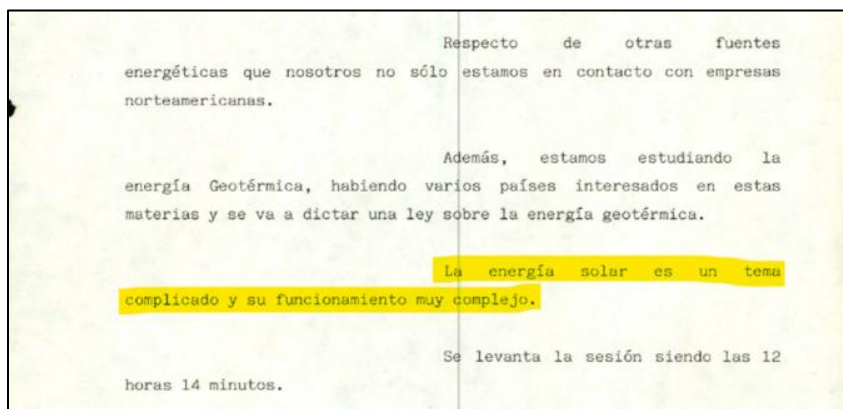 Respecto de otras fuentes
energéticas que nosotros no sólo estamos en contacto con empresas
norteamericanas.
Además, estamos estudiando la
energía Geotérmica, habiendo varios países interesados en estas
materias y se va a dictar una ley sobre la energía geotérmica.
La energía solar es un tema
complicado y su funcionamiento muy complejo.
Se levanta la sesión siendo las 12
horas 14 minutos.